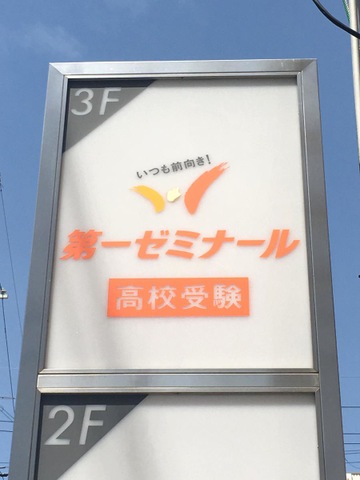 3F
いつも前向き!
第一ゼミナール
高校受験
2F